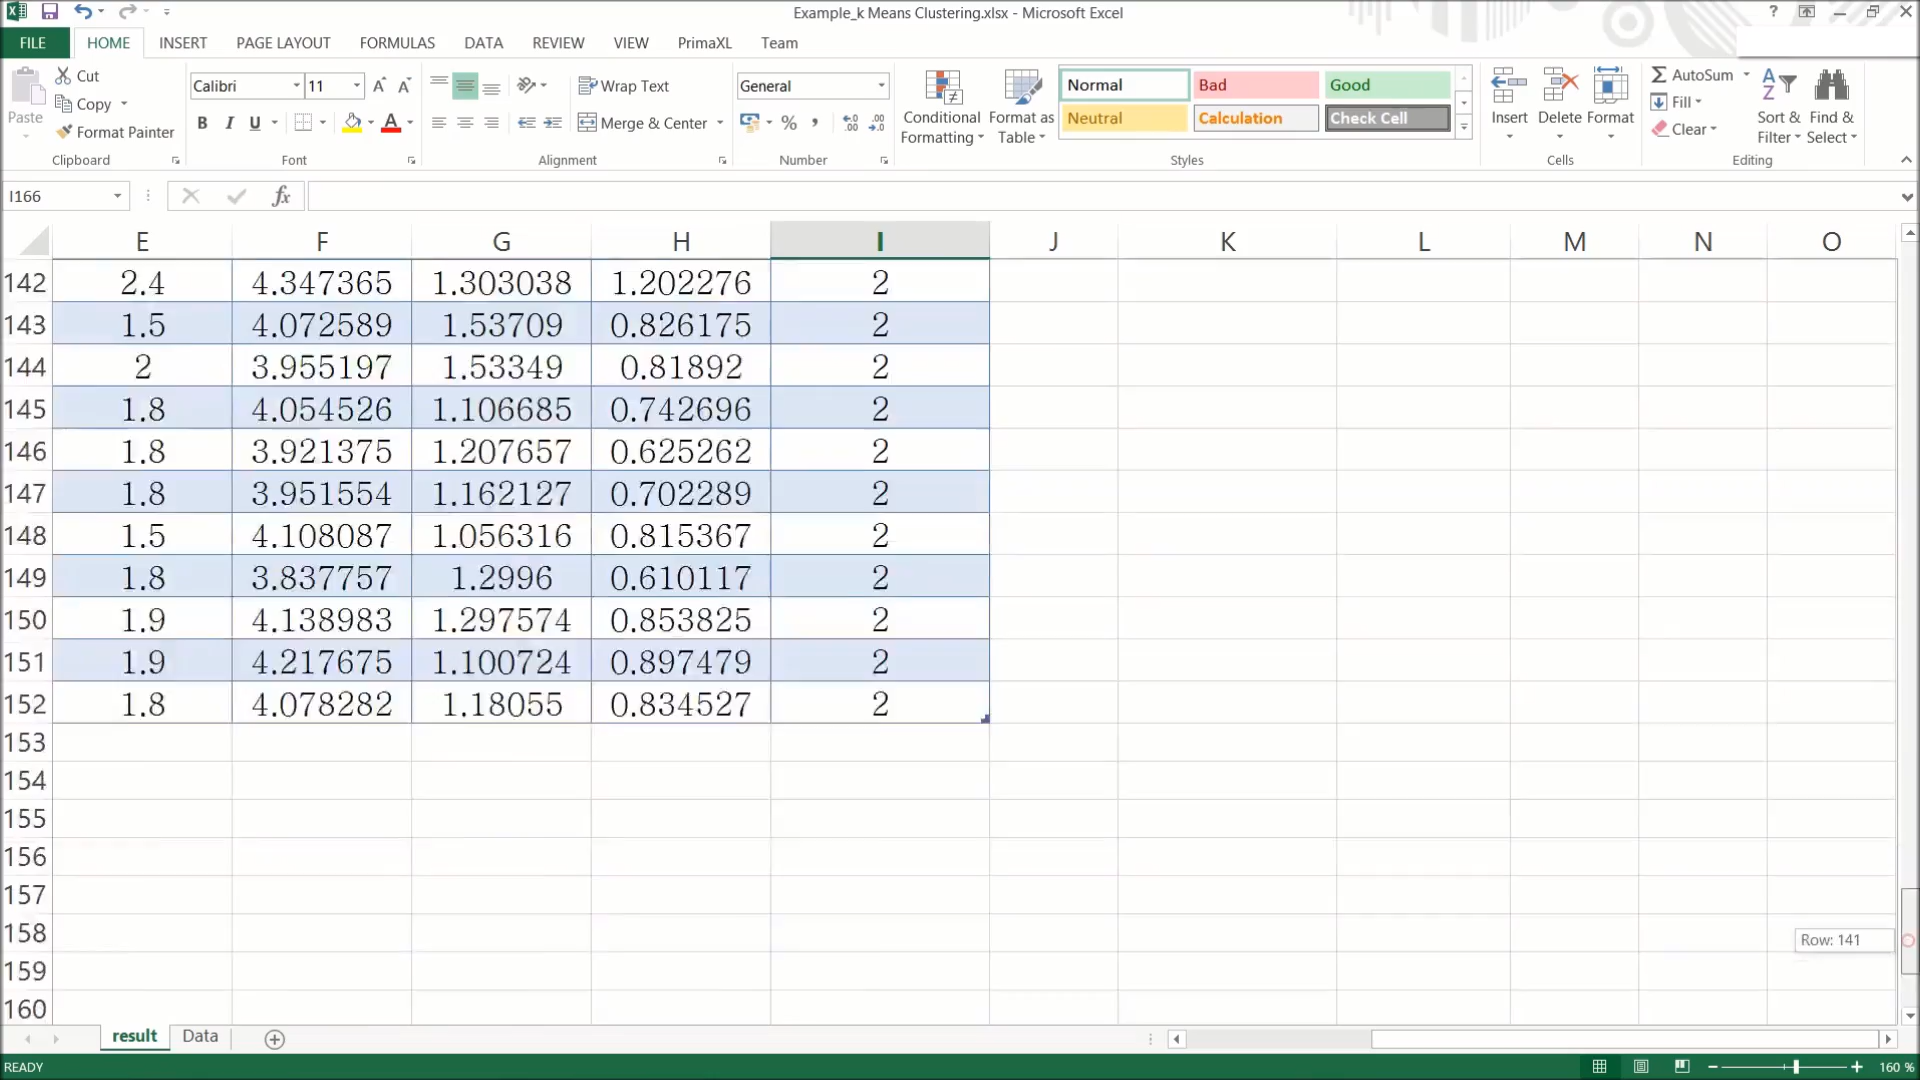 Example_k Means Clustering.xlsx - Microsoft Excel
?
FILE HOME INSERT PAGE LAYOUT FORMULAS DATA REVIEW VIEW PrimaXL Team
Paste
Cut
Copy
Format Painter
Clipboard
Calibri 11
B I U
Font
Wrap Text
Merge & Center
Alignment
General
%
Number
Conditional Formatting
Format as Table
Normal Bad Good
Neutral Calculation Check Cell
Styles
Insert Delete Format
Cells
AutoSum
Fill
Clear
Sort & Filter
Find & Select
Editing
I166
fx
E F G H I J K L M N O
142 2.4 4.347365 1.303038 1.202276 2
143 1.5 4.072589 1.53709 0.826175 2
144 2 3.955197 1.53349 0.81892 2
145 1.8 4.054526 1.106685 0.742696 2
146 1.8 3.921375 1.207657 0.625262 2
147 1.8 3.951554 1.162127 0.702289 2
148 1.5 4.108087 1.056316 0.815367 2
149 1.8 3.837757 1.2996 0.610117 2
150 1.9 4.138983 1.297574 0.853825 2
151 1.9 4.217675 1.100724 0.897479 2
152 1.8 4.078282 1.18055 0.834527 2
153
154
155
156
157
158
Row: 141
159
160
result Data
READY
160 %